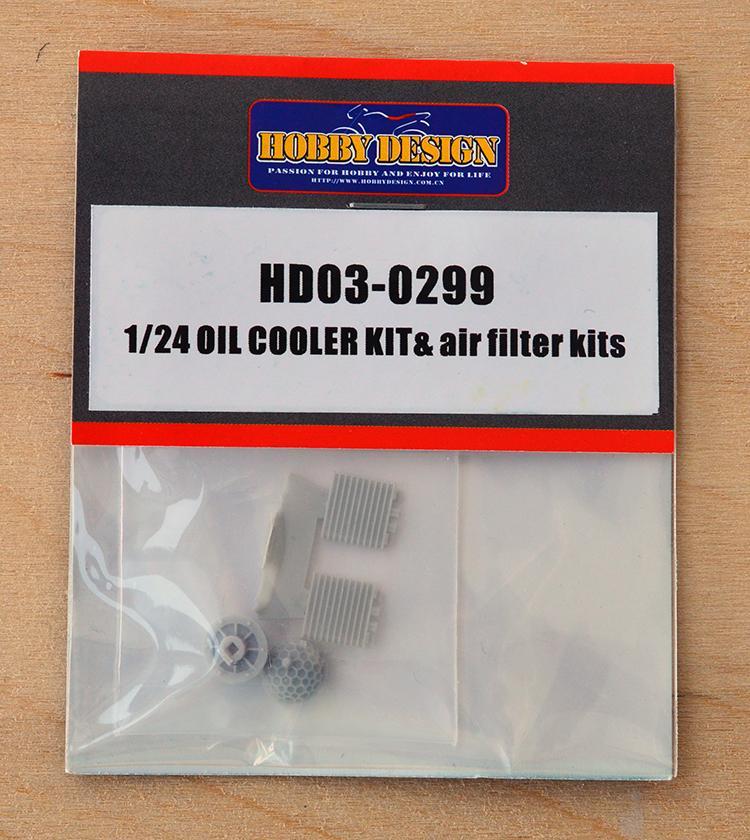 HOBBY DESIGN
PASSION FOR HOBBY AND ENJOY FOR LIFE
HTTP://WWW.HOBBYDESIGN.COM.CN
HD03-0299
1/24 OIL COOLER KIT& air filter kits